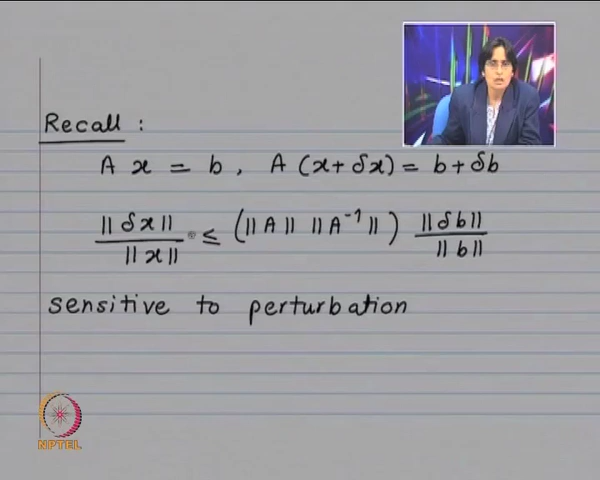 Recall :
A x = b, A (x + δx) = b + δb
||δx|| / ||x|| ≤ (||A|| ||A⁻¹||) ||δb|| / ||b||
sensitive to perturbation
NPTEL